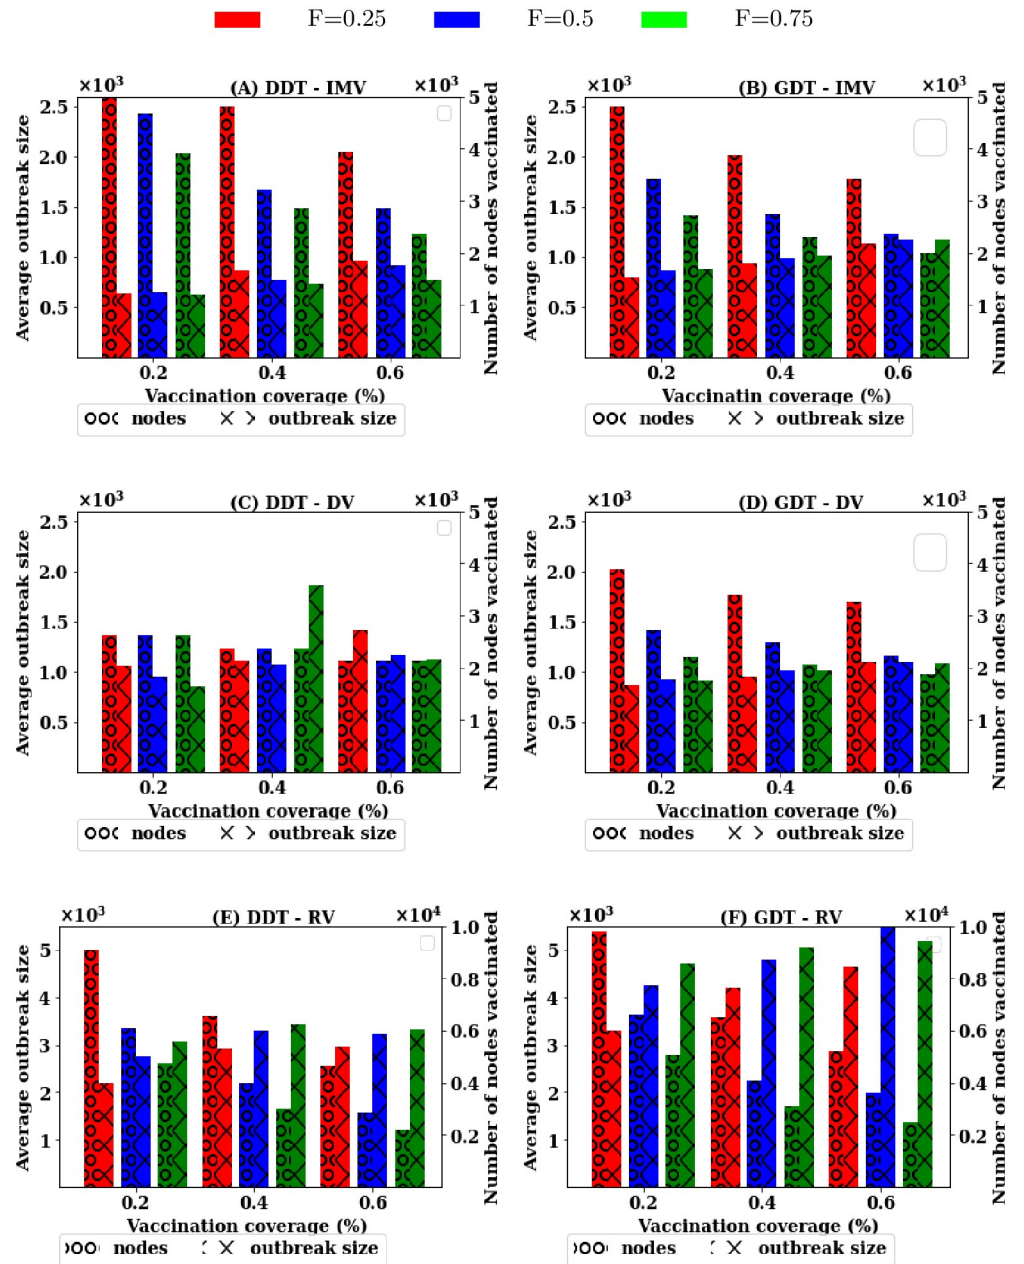 F=0.25 F=0.5 F=0.75
×10³ (A) DDT - IMV ×10³
Average outbreak size
2.5
2.0
1.5
1.0
0.5
5
4
3
2
1
Number of nodes vaccinated
0.2 0.4 0.6
Vaccination coverage (%)
nodes outbreak size
×10³ (B) GDT - IMV ×10³
Average outbreak size
2.5
2.0
1.5
1.0
0.5
5
4
3
2
1
Number of nodes vaccinated
0.2 0.4 0.6
Vaccinatin coverage (%)
nodes outbreak size
×10³ (C) DDT - DV ×10³
Average outbreak size
2.5
2.0
1.5
1.0
0.5
5
4
3
2
1
Number of nodes vaccinated
0.2 0.4 0.6
Vaccination coverage (%)
nodes outbreak size
(D) GDT - DV ×10³
Average outbreak size
2.5
2.0
1.5
1.0
0.5
5
4
3
2
1
Number of nodes vaccinated
0.2 0.4 0.6
Vaccination coverage (%)
nodes outbreak size
×10³ (E) DDT - RV ×10⁴
Average outbreak size
5
4
3
2
1
1.0
0.8
0.6
0.4
0.2
Number of nodes vaccinated
0.2 0.4 0.6
Vaccination coverage (%)
nodes outbreak size
×10³ (F) GDT - RV ×10⁴
Average outbreak size
5
4
3
2
1
1.0
0.8
0.6
0.4
0.2
Number of nodes vaccinated
0.2 0.4 0.6
Vaccination coverage (%)
nodes outbreak size